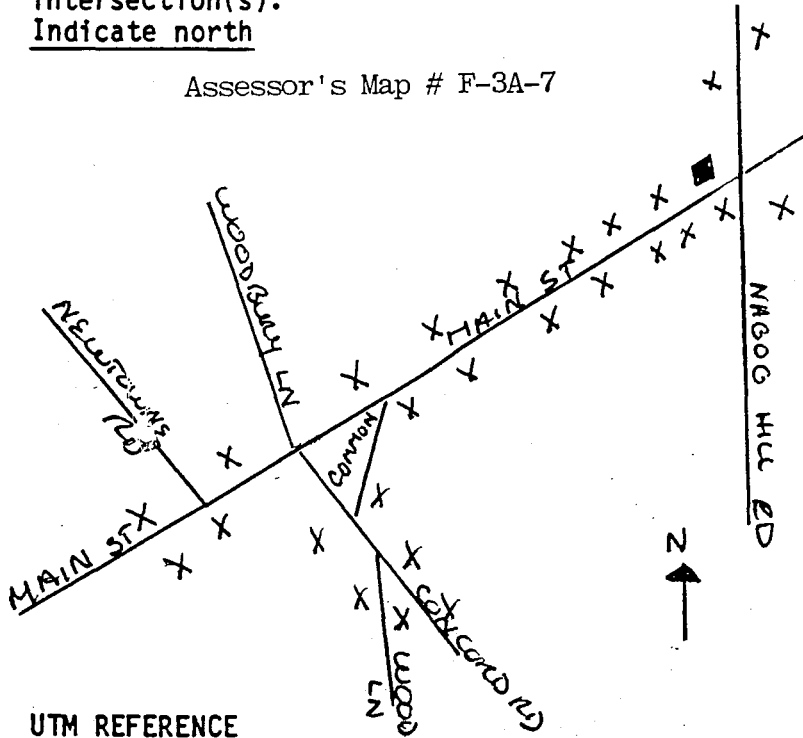 intersection(s).
Indicate north
Assessor's Map # F-3A-7
WOODBURY LN
NEWTOWNE RD
MAIN ST
NAGOG HILL RD
COMMON
MAIN ST
N
CONCORD RD
WOOD LN
UTM REFERENCE